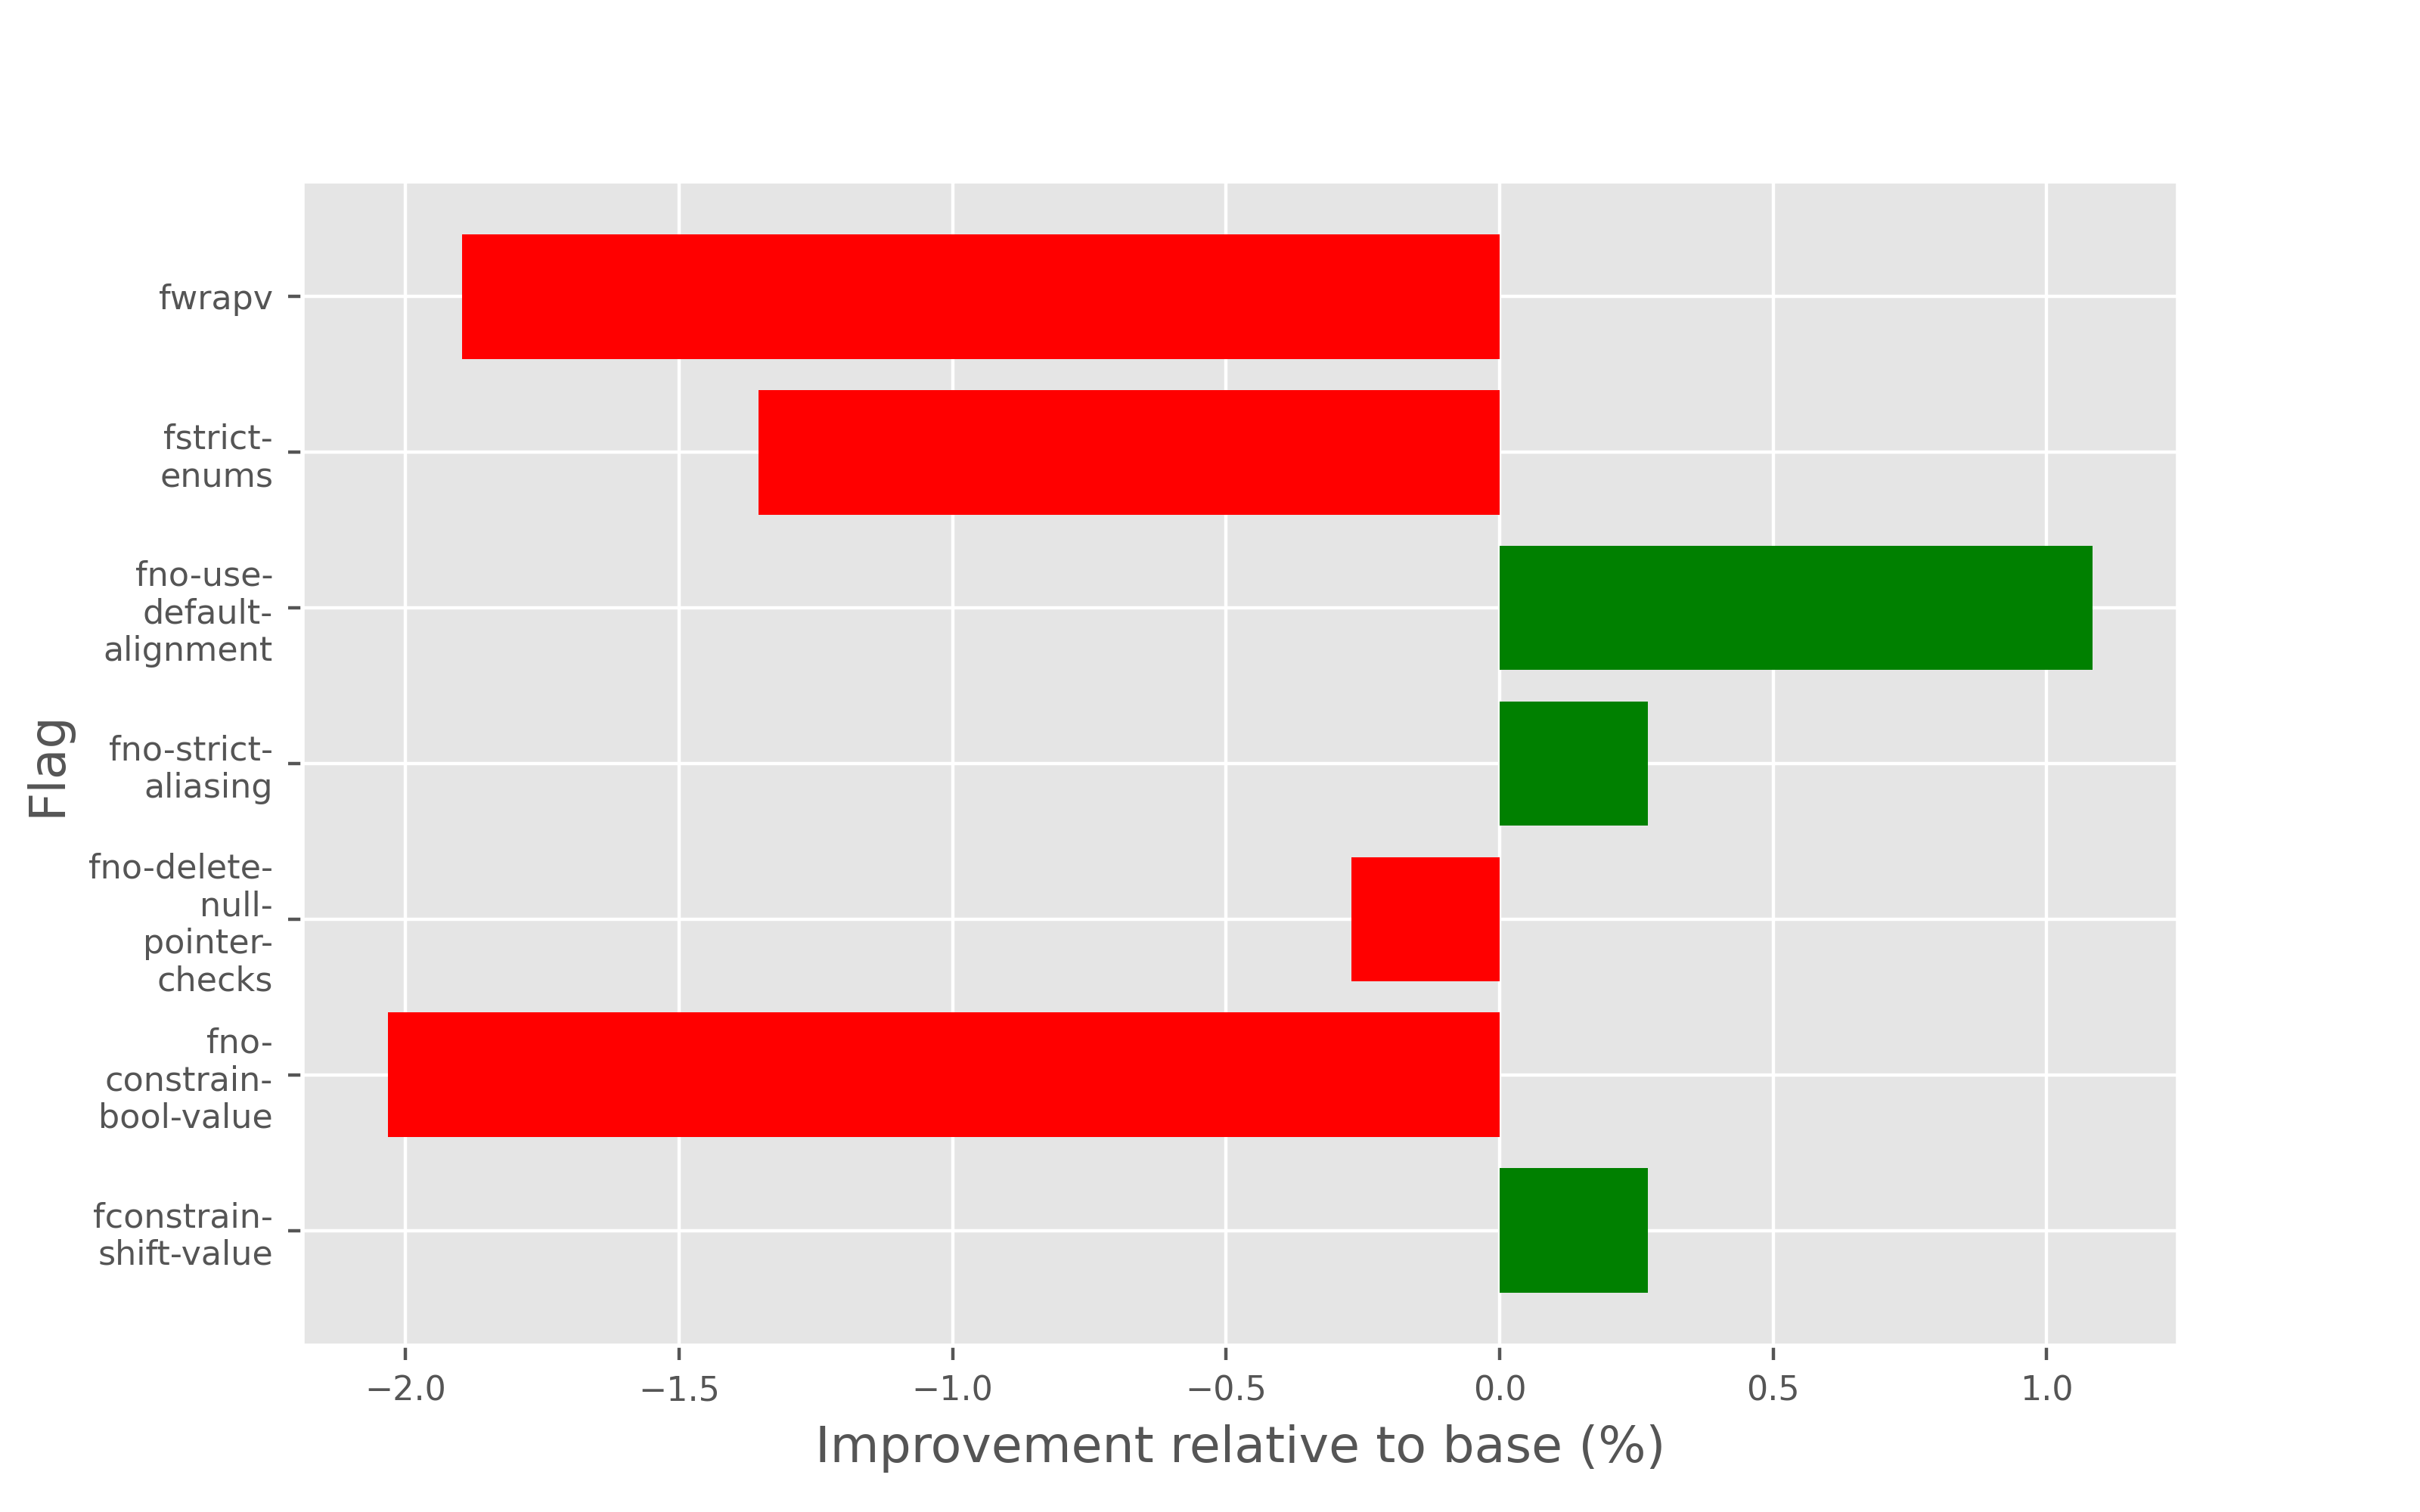 Flag
fwrapv
fstrict-
enums
fno-use-
default-
alignment
fno-strict-
aliasing
fno-delete-
null-
pointer-
checks
fno-
constrain-
bool-value
fconstrain-
shift-value
−2.0 −1.5 −1.0 −0.5 0.0 0.5 1.0
Improvement relative to base (%)